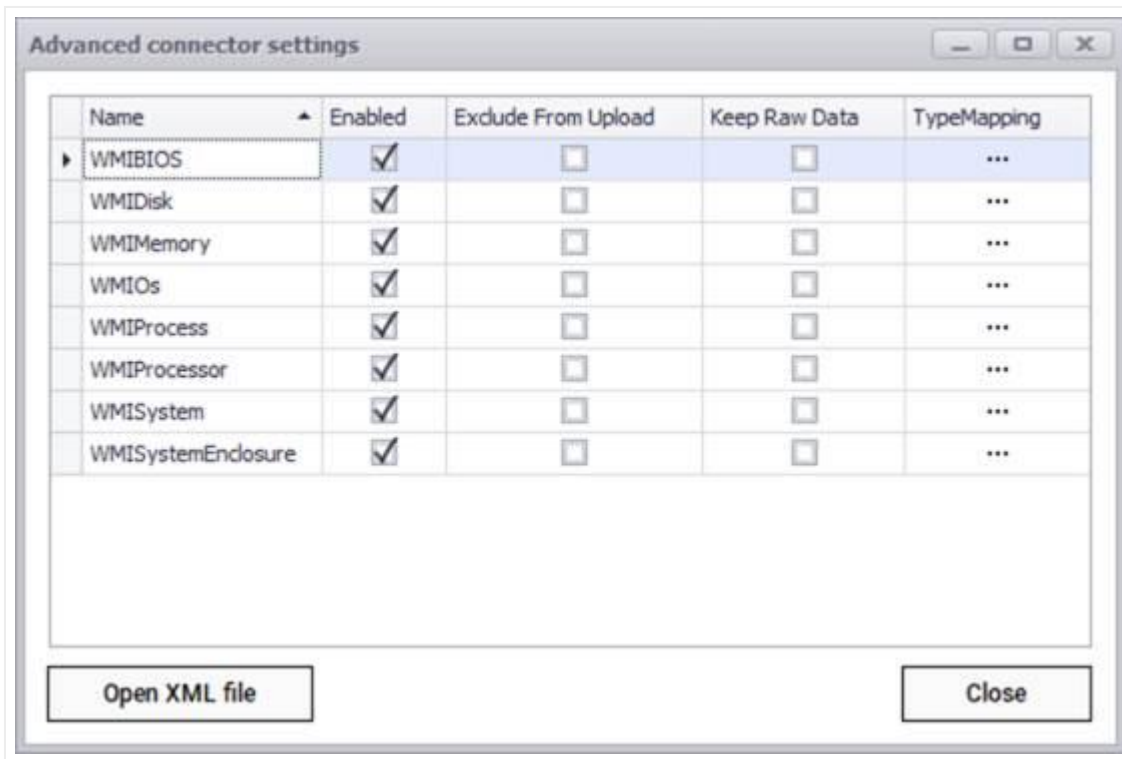 Advanced connector settings
Name Enabled Exclude From Upload Keep Raw Data TypeMapping
WMIBIOS ...
WMIDisk ...
WMIMemory ...
WMIOs ...
WMIProcess ...
WMIProcessor ...
WMISystem ...
WMISystemEnclosure ...
Open XML file Close